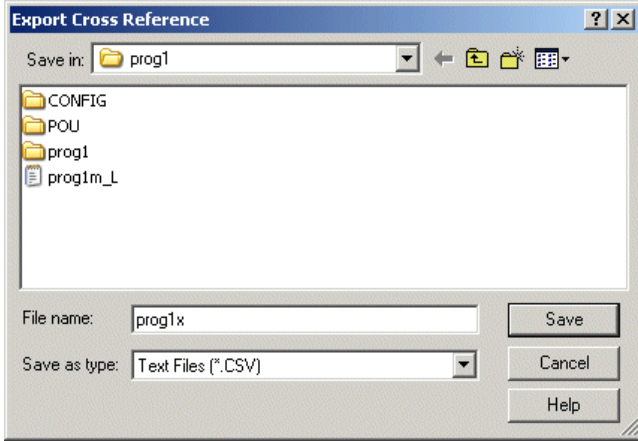 Export Cross Reference
Save in: prog1
CONFIG
POU
prog1
prog1m_L
File name: prog1x Save
Save as type: Text Files (*.CSV) Cancel
Help